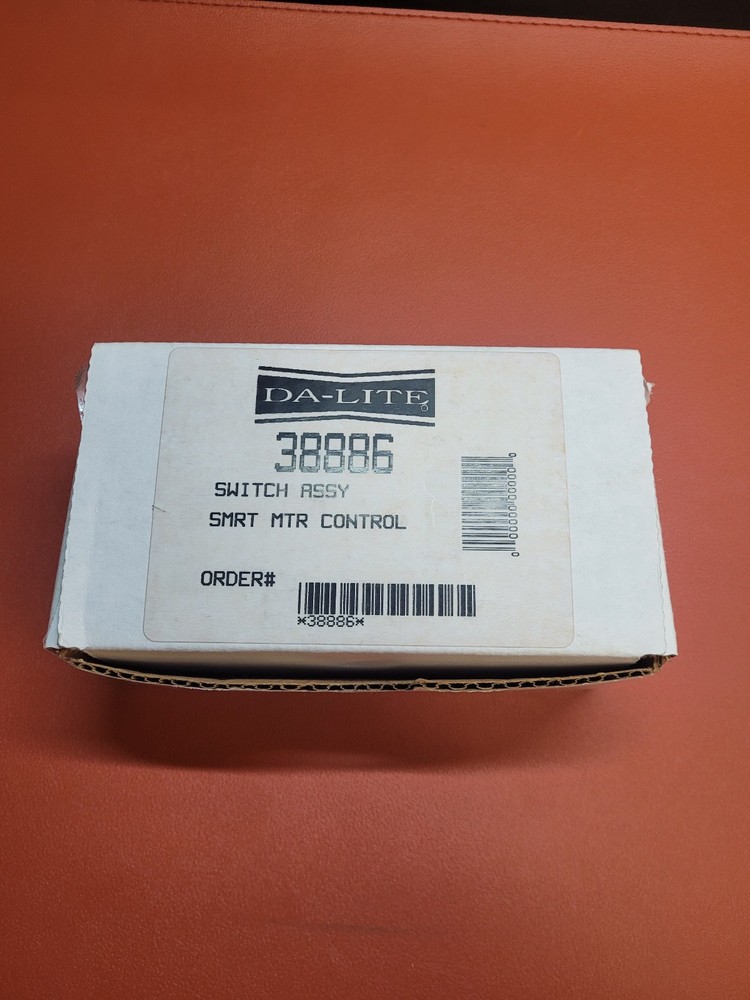 DA-LITE
38886
SWITCH ASSY
SMRT MTR CONTROL
ORDER#
*38886*